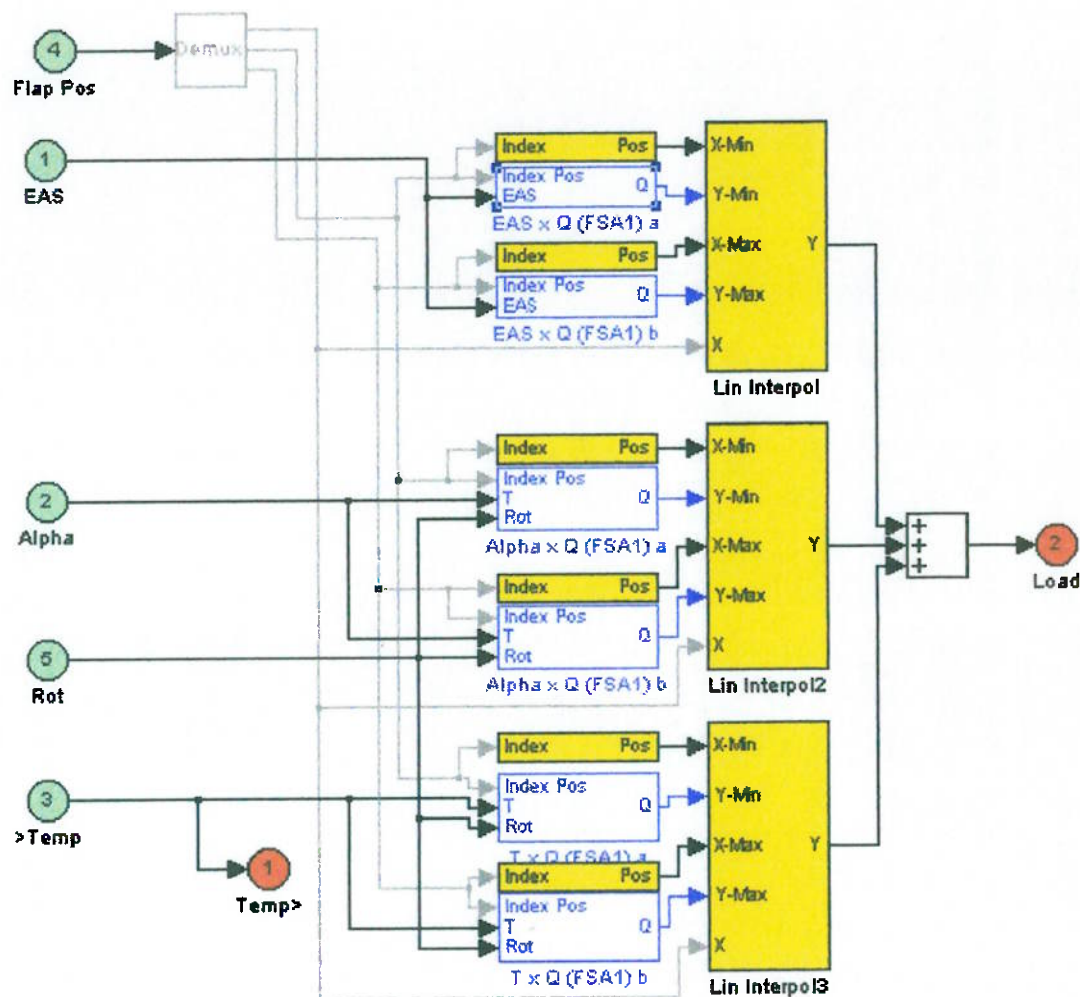 4
Demux
Flap Pos
1
EAS
Index Pos
Index Pos Q
EAS
EAS x Q (FSA1) a
Index Pos
Index Pos Q
EAS
EAS x Q (FSA1) b
X-Min
Y-Min
X-Max Y
Y-Max
X
Lin Interpol
2
Alpha
Index Pos
Index Pos
T Q
Rot
Alpha x Q (FSA1) a
Index Pos
Index Pos
T Q
Rot
Alpha x Q (FSA1) b
X-Min
Y-Min
X-Max Y
Y-Max
X
Lin Interpol2
+
+
+
2
Load
5
Rot
3
>Temp
1
Temp>
Index Pos
Index Pos
T Q
Rot
T x Q (FSA1) a
Index Pos
Index Pos
T Q
Rot
T x Q (FSA1) b
X-Min
Y-Min
X-Max Y
Y-Max
X
Lin Interpol3